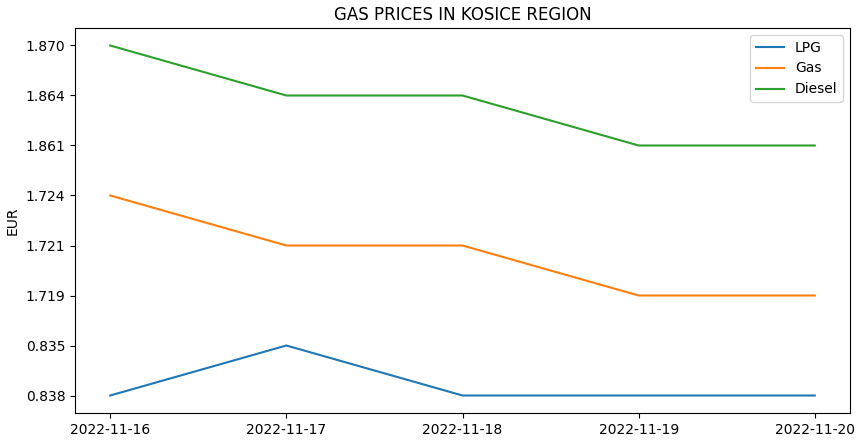 GAS PRICES IN KOSICE REGION
LPG
Gas
Diesel
EUR
1.870
1.864
1.861
1.724
1.721
1.719
0.835
0.838
2022-11-16 2022-11-17 2022-11-18 2022-11-19 2022-11-20